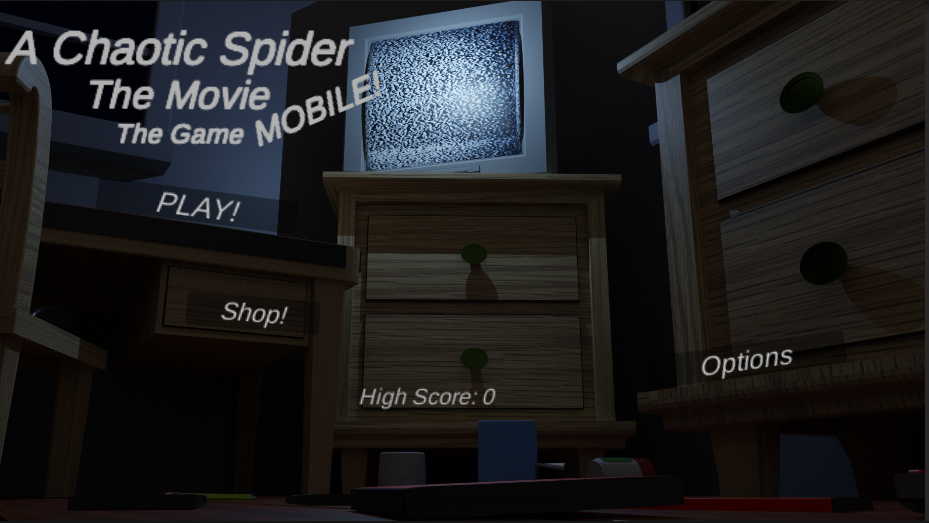 A Chaotic Spider
The Movie
The Game MOBILE!
PLAY!
Shop!
High Score: 0
Options